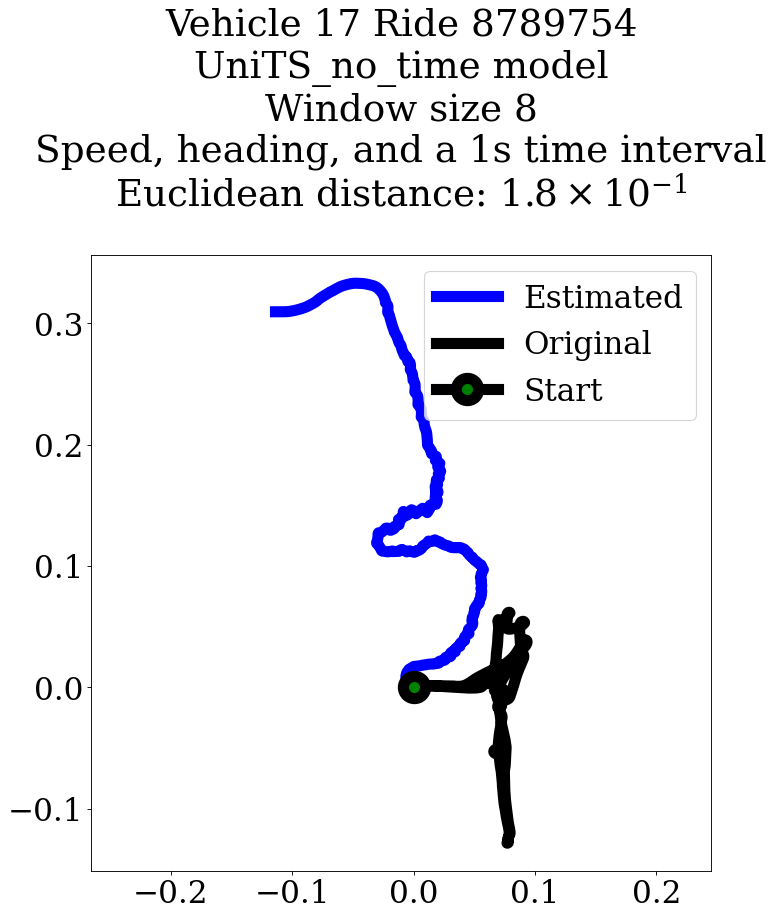 Vehicle 17 Ride 8789754
UniTS_no_time model
Window size 8
Speed, heading, and a 1s time interval
Euclidean distance: 1.8 × 10⁻¹
Estimated
Original
Start
0.3
0.2
0.1
0.0
−0.1
−0.2
−0.1
0.0
0.1
0.2